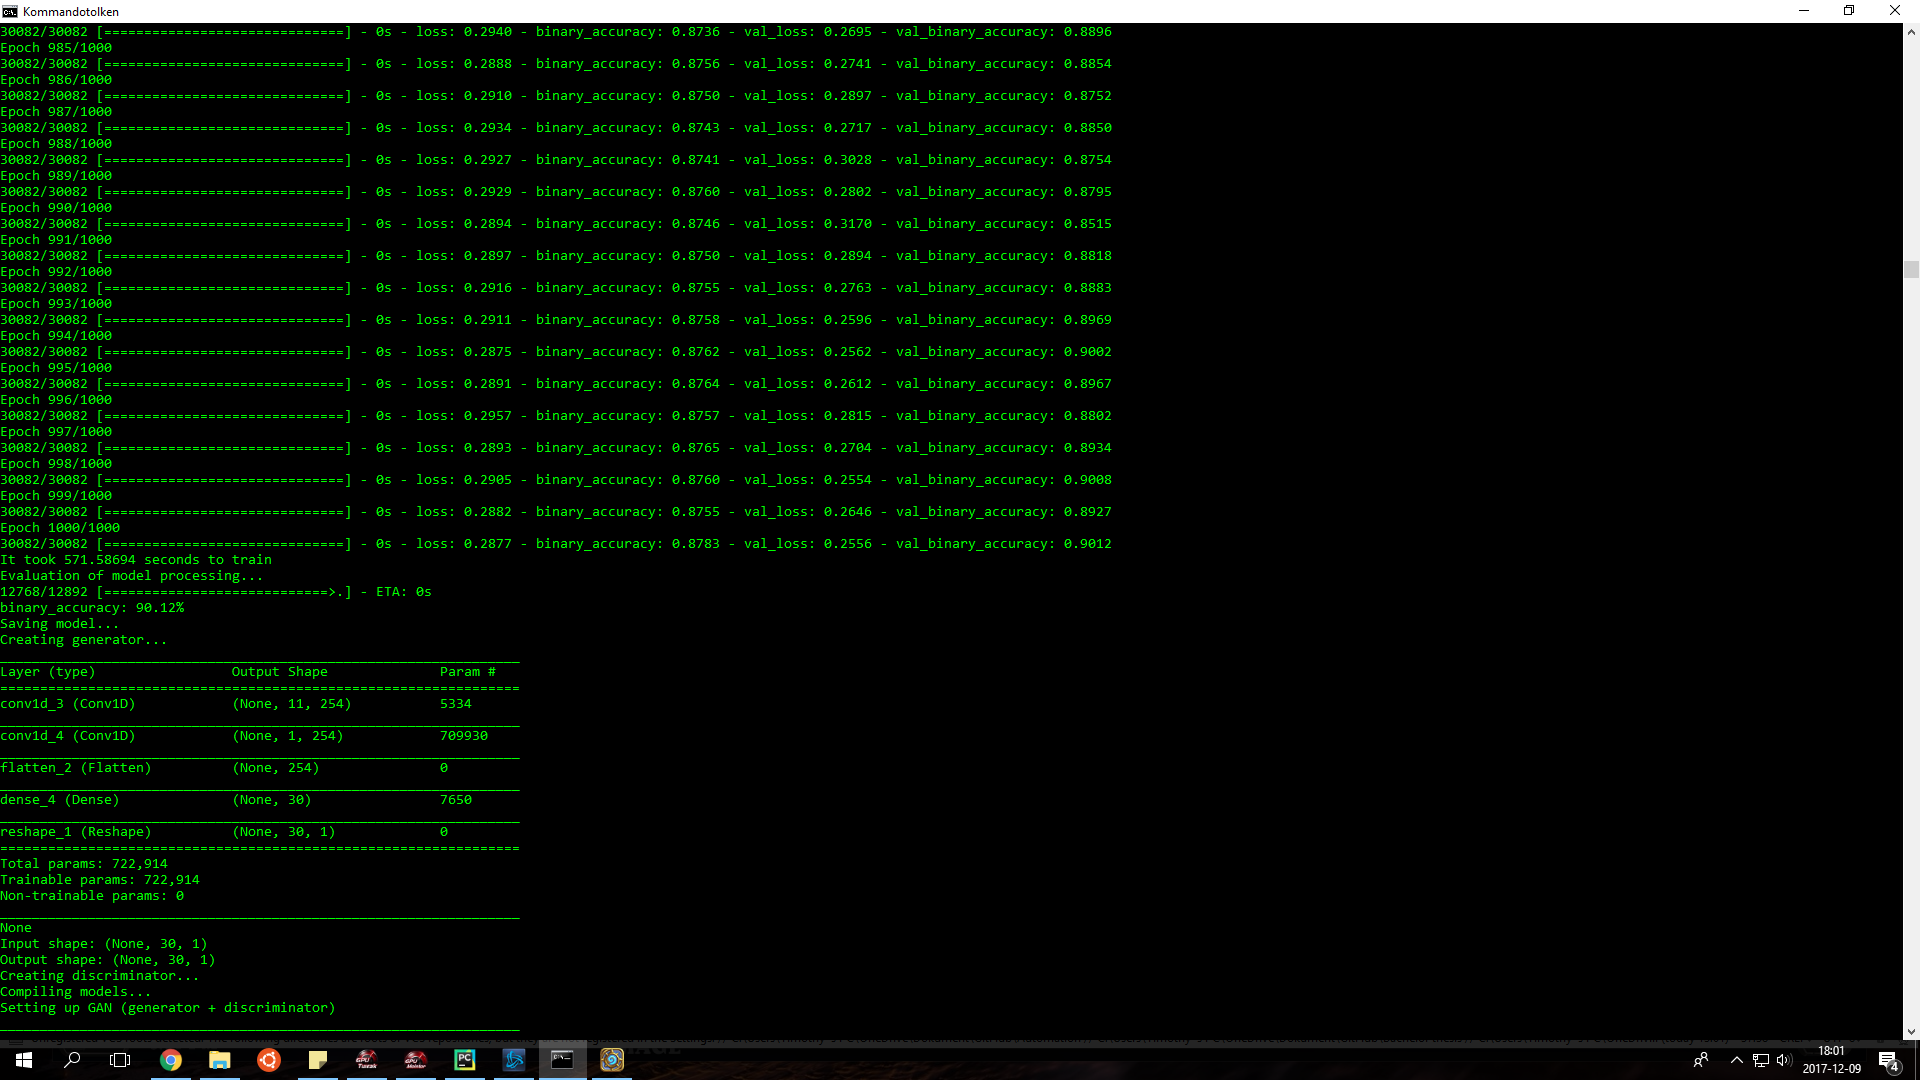 Kommandotolken
30082/30082 [==============================] - 0s - loss: 0.2940 - binary_accuracy: 0.8736 - val_loss: 0.2695 - val_binary_accuracy: 0.8896
Epoch 985/1000
30082/30082 [==============================] - 0s - loss: 0.2888 - binary_accuracy: 0.8756 - val_loss: 0.2741 - val_binary_accuracy: 0.8854
Epoch 986/1000
30082/30082 [==============================] - 0s - loss: 0.2910 - binary_accuracy: 0.8750 - val_loss: 0.2897 - val_binary_accuracy: 0.8752
Epoch 987/1000
30082/30082 [==============================] - 0s - loss: 0.2934 - binary_accuracy: 0.8743 - val_loss: 0.2717 - val_binary_accuracy: 0.8850
Epoch 988/1000
30082/30082 [==============================] - 0s - loss: 0.2927 - binary_accuracy: 0.8741 - val_loss: 0.3028 - val_binary_accuracy: 0.8754
Epoch 989/1000
30082/30082 [==============================] - 0s - loss: 0.2929 - binary_accuracy: 0.8760 - val_loss: 0.2802 - val_binary_accuracy: 0.8795
Epoch 990/1000
30082/30082 [==============================] - 0s - loss: 0.2894 - binary_accuracy: 0.8746 - val_loss: 0.3170 - val_binary_accuracy: 0.8515
Epoch 991/1000
30082/30082 [==============================] - 0s - loss: 0.2897 - binary_accuracy: 0.8750 - val_loss: 0.2894 - val_binary_accuracy: 0.8818
Epoch 992/1000
30082/30082 [==============================] - 0s - loss: 0.2916 - binary_accuracy: 0.8755 - val_loss: 0.2763 - val_binary_accuracy: 0.8883
Epoch 993/1000
30082/30082 [==============================] - 0s - loss: 0.2911 - binary_accuracy: 0.8758 - val_loss: 0.2596 - val_binary_accuracy: 0.8969
Epoch 994/1000
30082/30082 [==============================] - 0s - loss: 0.2875 - binary_accuracy: 0.8762 - val_loss: 0.2562 - val_binary_accuracy: 0.9002
Epoch 995/1000
30082/30082 [==============================] - 0s - loss: 0.2891 - binary_accuracy: 0.8764 - val_loss: 0.2612 - val_binary_accuracy: 0.8967
Epoch 996/1000
30082/30082 [==============================] - 0s - loss: 0.2957 - binary_accuracy: 0.8757 - val_loss: 0.2815 - val_binary_accuracy: 0.8802
Epoch 997/1000
30082/30082 [==============================] - 0s - loss: 0.2893 - binary_accuracy: 0.8765 - val_loss: 0.2704 - val_binary_accuracy: 0.8934
Epoch 998/1000
30082/30082 [==============================] - 0s - loss: 0.2905 - binary_accuracy: 0.8760 - val_loss: 0.2554 - val_binary_accuracy: 0.9008
Epoch 999/1000
30082/30082 [==============================] - 0s - loss: 0.2882 - binary_accuracy: 0.8755 - val_loss: 0.2646 - val_binary_accuracy: 0.8927
Epoch 1000/1000
30082/30082 [==============================] - 0s - loss: 0.2877 - binary_accuracy: 0.8783 - val_loss: 0.2556 - val_binary_accuracy: 0.9012
It took 571.58694 seconds to train
Evaluation of model processing...
12768/12892 [============================>.] - ETA: 0s
binary_accuracy: 90.12%
Saving model...
Creating generator...
_________________________________________________________________
Layer (type)                 Output Shape              Param #
=================================================================
conv1d_3 (Conv1D)            (None, 11, 254)           5334
_________________________________________________________________
conv1d_4 (Conv1D)            (None, 1, 254)            709930
_________________________________________________________________
flatten_2 (Flatten)          (None, 254)               0
_________________________________________________________________
dense_4 (Dense)              (None, 30)                7650
_________________________________________________________________
reshape_1 (Reshape)          (None, 30, 1)             0
=================================================================
Total params: 722,914
Trainable params: 722,914
Non-trainable params: 0
_________________________________________________________________
None
Input shape: (None, 30, 1)
Output shape: (None, 30, 1)
Creating discriminator...
Compiling models...
Setting up GAN (generator + discriminator)
_________________________________________________________________
18:01
2017-12-09
4